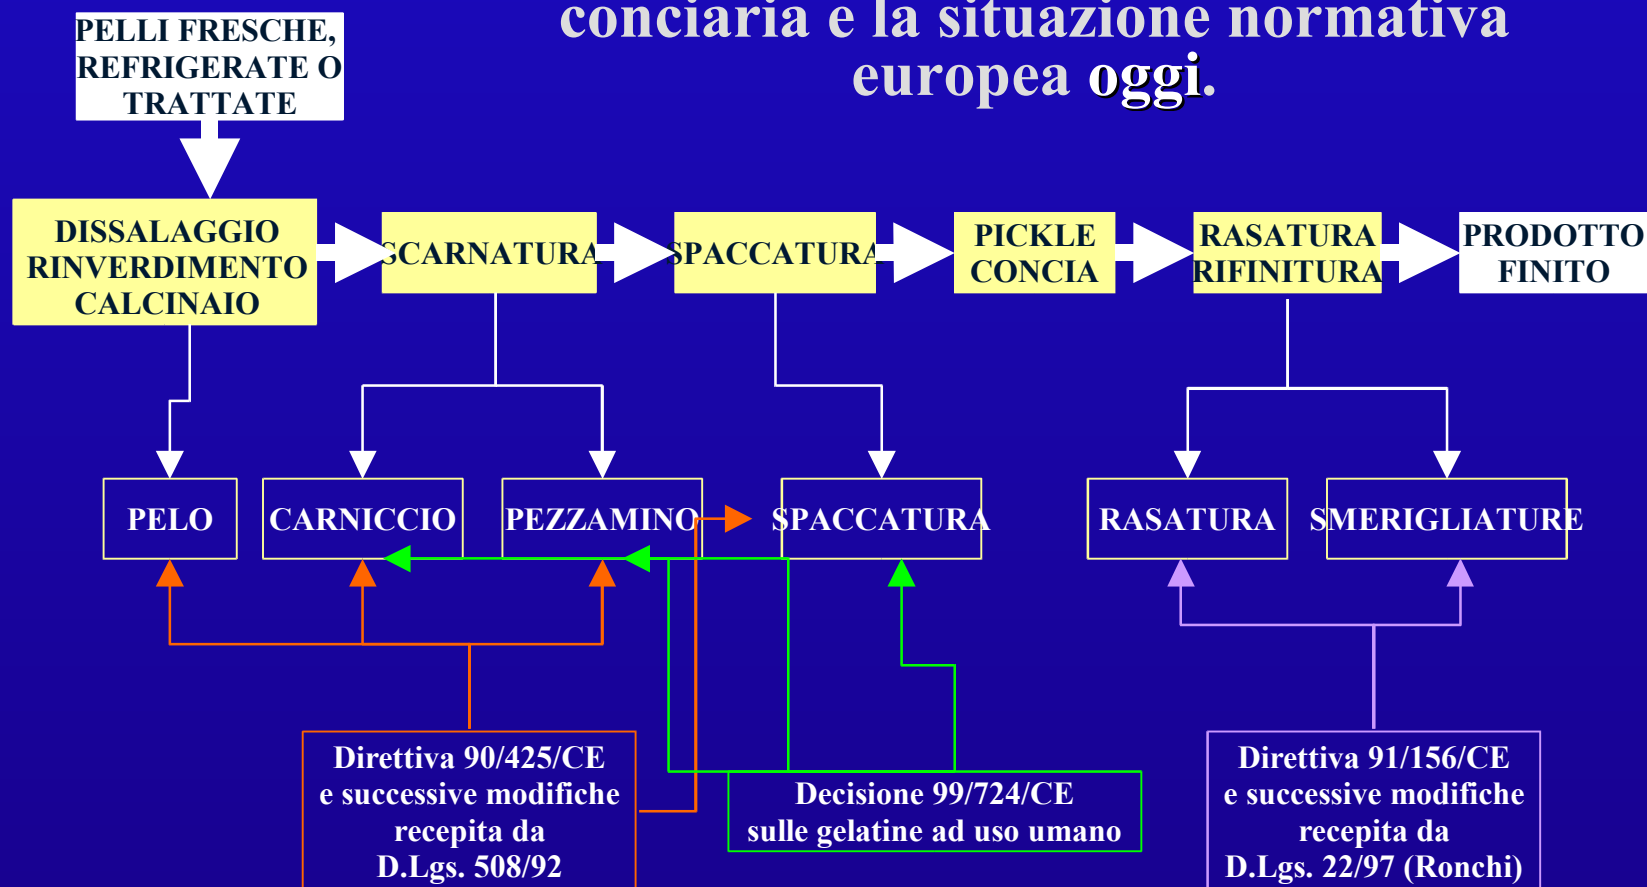 conciaria e la situazione normativa
europea oggi.
PELLI FRESCHE,
REFRIGERATE O
TRATTATE
DISSALAGGIO
RINVERDIMENTO
CALCINAIO
SCARNATURA
SPACCATURA
PICKLE
CONCIA
RASATURA
RIFINITURA
PRODOTTO
FINITO
PELO
CARNICCIO
PEZZAMINO
SPACCATURA
RASATURA
SMERIGLIATURE
Direttiva 90/425/CE
e successive modifiche
recepita da
D.Lgs. 508/92
Decisione 99/724/CE
sulle gelatine ad uso umano
Direttiva 91/156/CE
e successive modifiche
recepita da
D.Lgs. 22/97 (Ronchi)